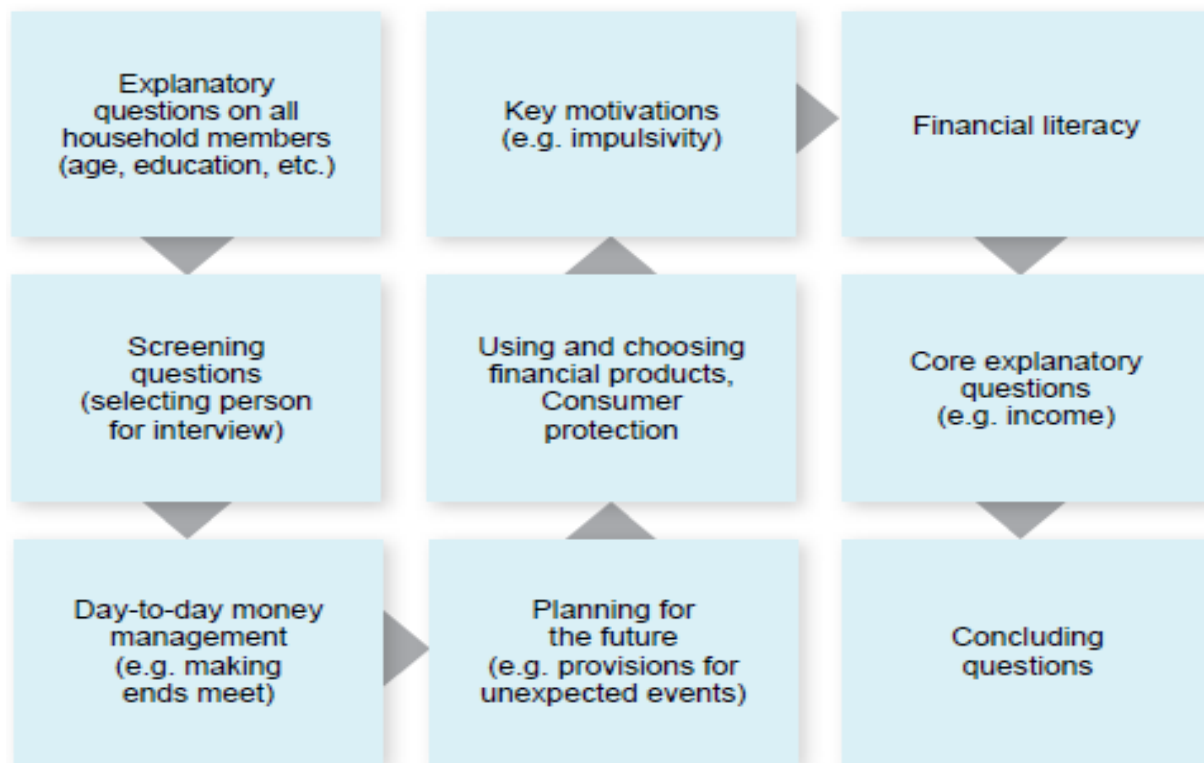 Explanatory
questions on all
household members
(age, education, etc.)
Screening
questions
(selecting person
for interview)
Day-to-day money
management
(e.g. making
ends meet)
Planning for
the future
(e.g. provisions for
unexpected events)
Using and choosing
financial products,
Consumer
protection
Key motivations
(e.g. impulsivity)
Financial literacy
Core explanatory
questions
(e.g. income)
Concluding
questions